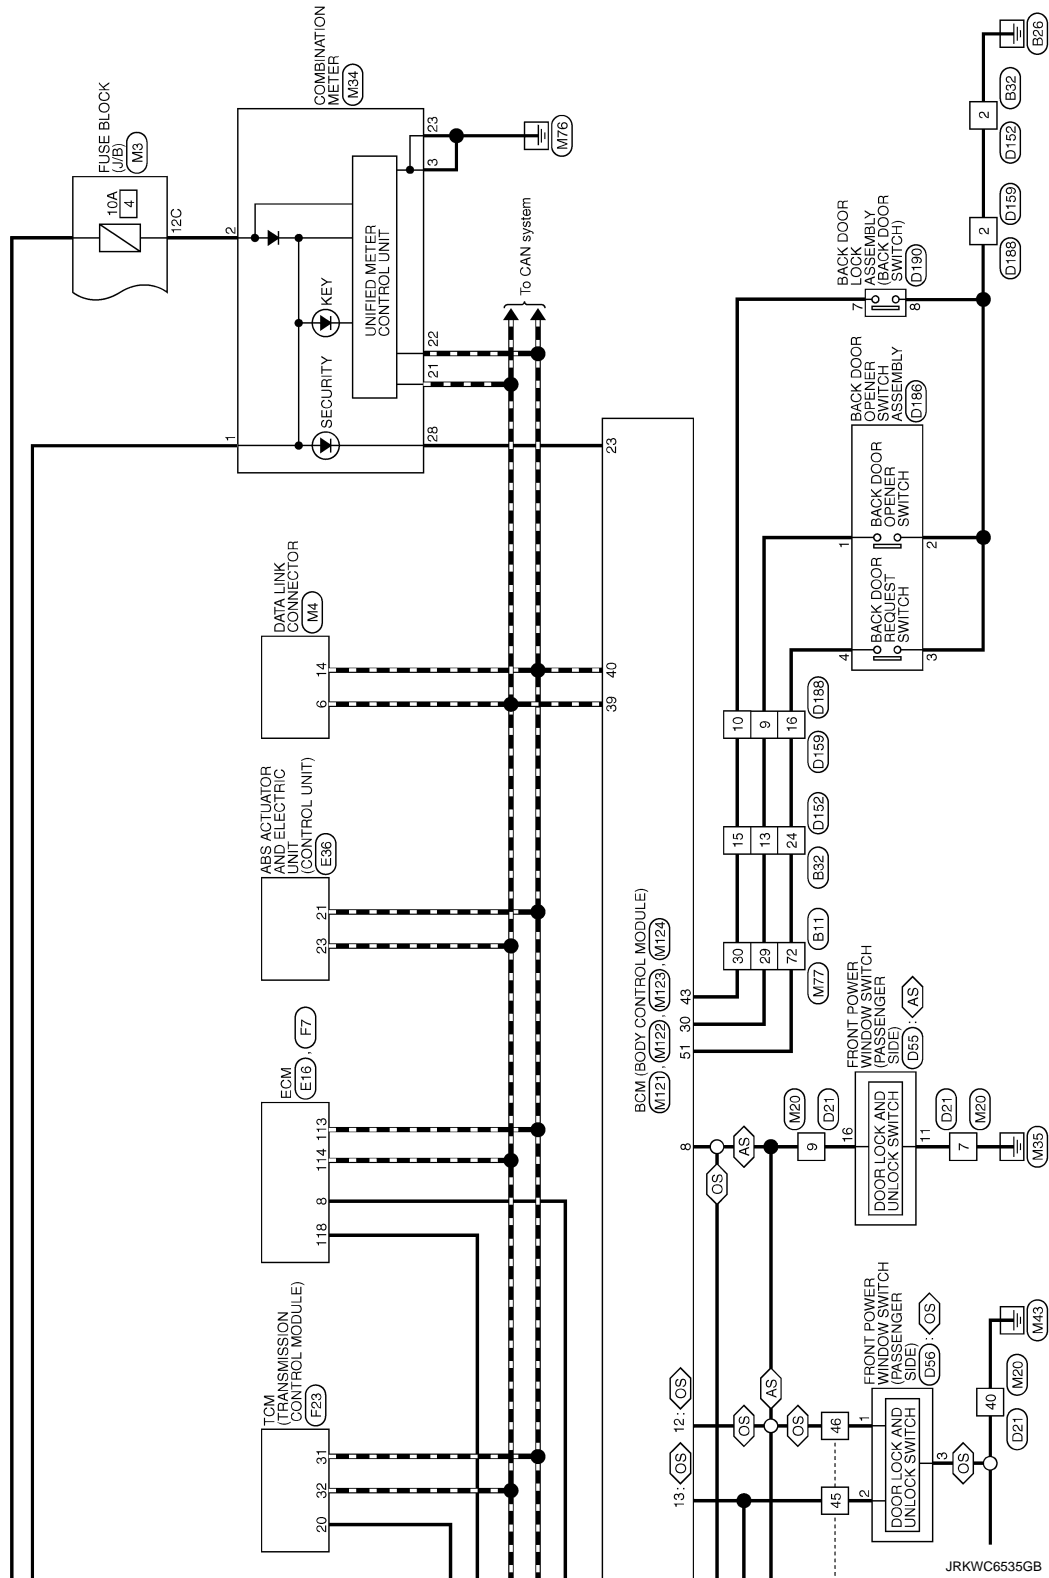 FUSE BLOCK
(J/B)
M3
10A
4
12C
COMBINATION
METER
M34
2
1
UNIFIED METER
CONTROL UNIT
KEY
SECURITY
3
23
22
21
28
M76
To CAN system
DATA LINK
CONNECTOR
M4
14
6
ABS ACTUATOR
AND ELECTRIC
UNIT
(CONTROL UNIT)
E36
21
23
ECM
E16 , F7
113
114
8
118
TCM
(TRANSMISSION
CONTROL MODULE)
F23
31
32
20
BCM (BODY CONTROL MODULE)
M121 , M122 , M123 , M124
23
40
39
43
30
51
8
12 : OS
13 : OS
BACK DOOR
LOCK
ASSEMBLY
(BACK DOOR
SWITCH)
D190
7
8
BACK DOOR
OPENER
SWITCH
ASSEMBLY
D186
BACK DOOR
OPENER
SWITCH
BACK DOOR
REQUEST
SWITCH
1
2
4
3
10
9
16
D188
D159
15
13
24
D152
B32
30
29
72
B11
M77
2
D159
D188
2
B32
D152
B26
FRONT POWER
WINDOW SWITCH
(PASSENGER
SIDE)
D55 : AS
DOOR LOCK AND
UNLOCK SWITCH
16
11
9
M20
D21
7
D21
M20
M35
AS
OS
FRONT POWER
WINDOW SWITCH
(PASSENGER
SIDE)
D56 : OS
DOOR LOCK AND
UNLOCK SWITCH
1
2
3
46
45
OS
OS
AS
OS
40
M20
D21
M43
JRKWC6535GB